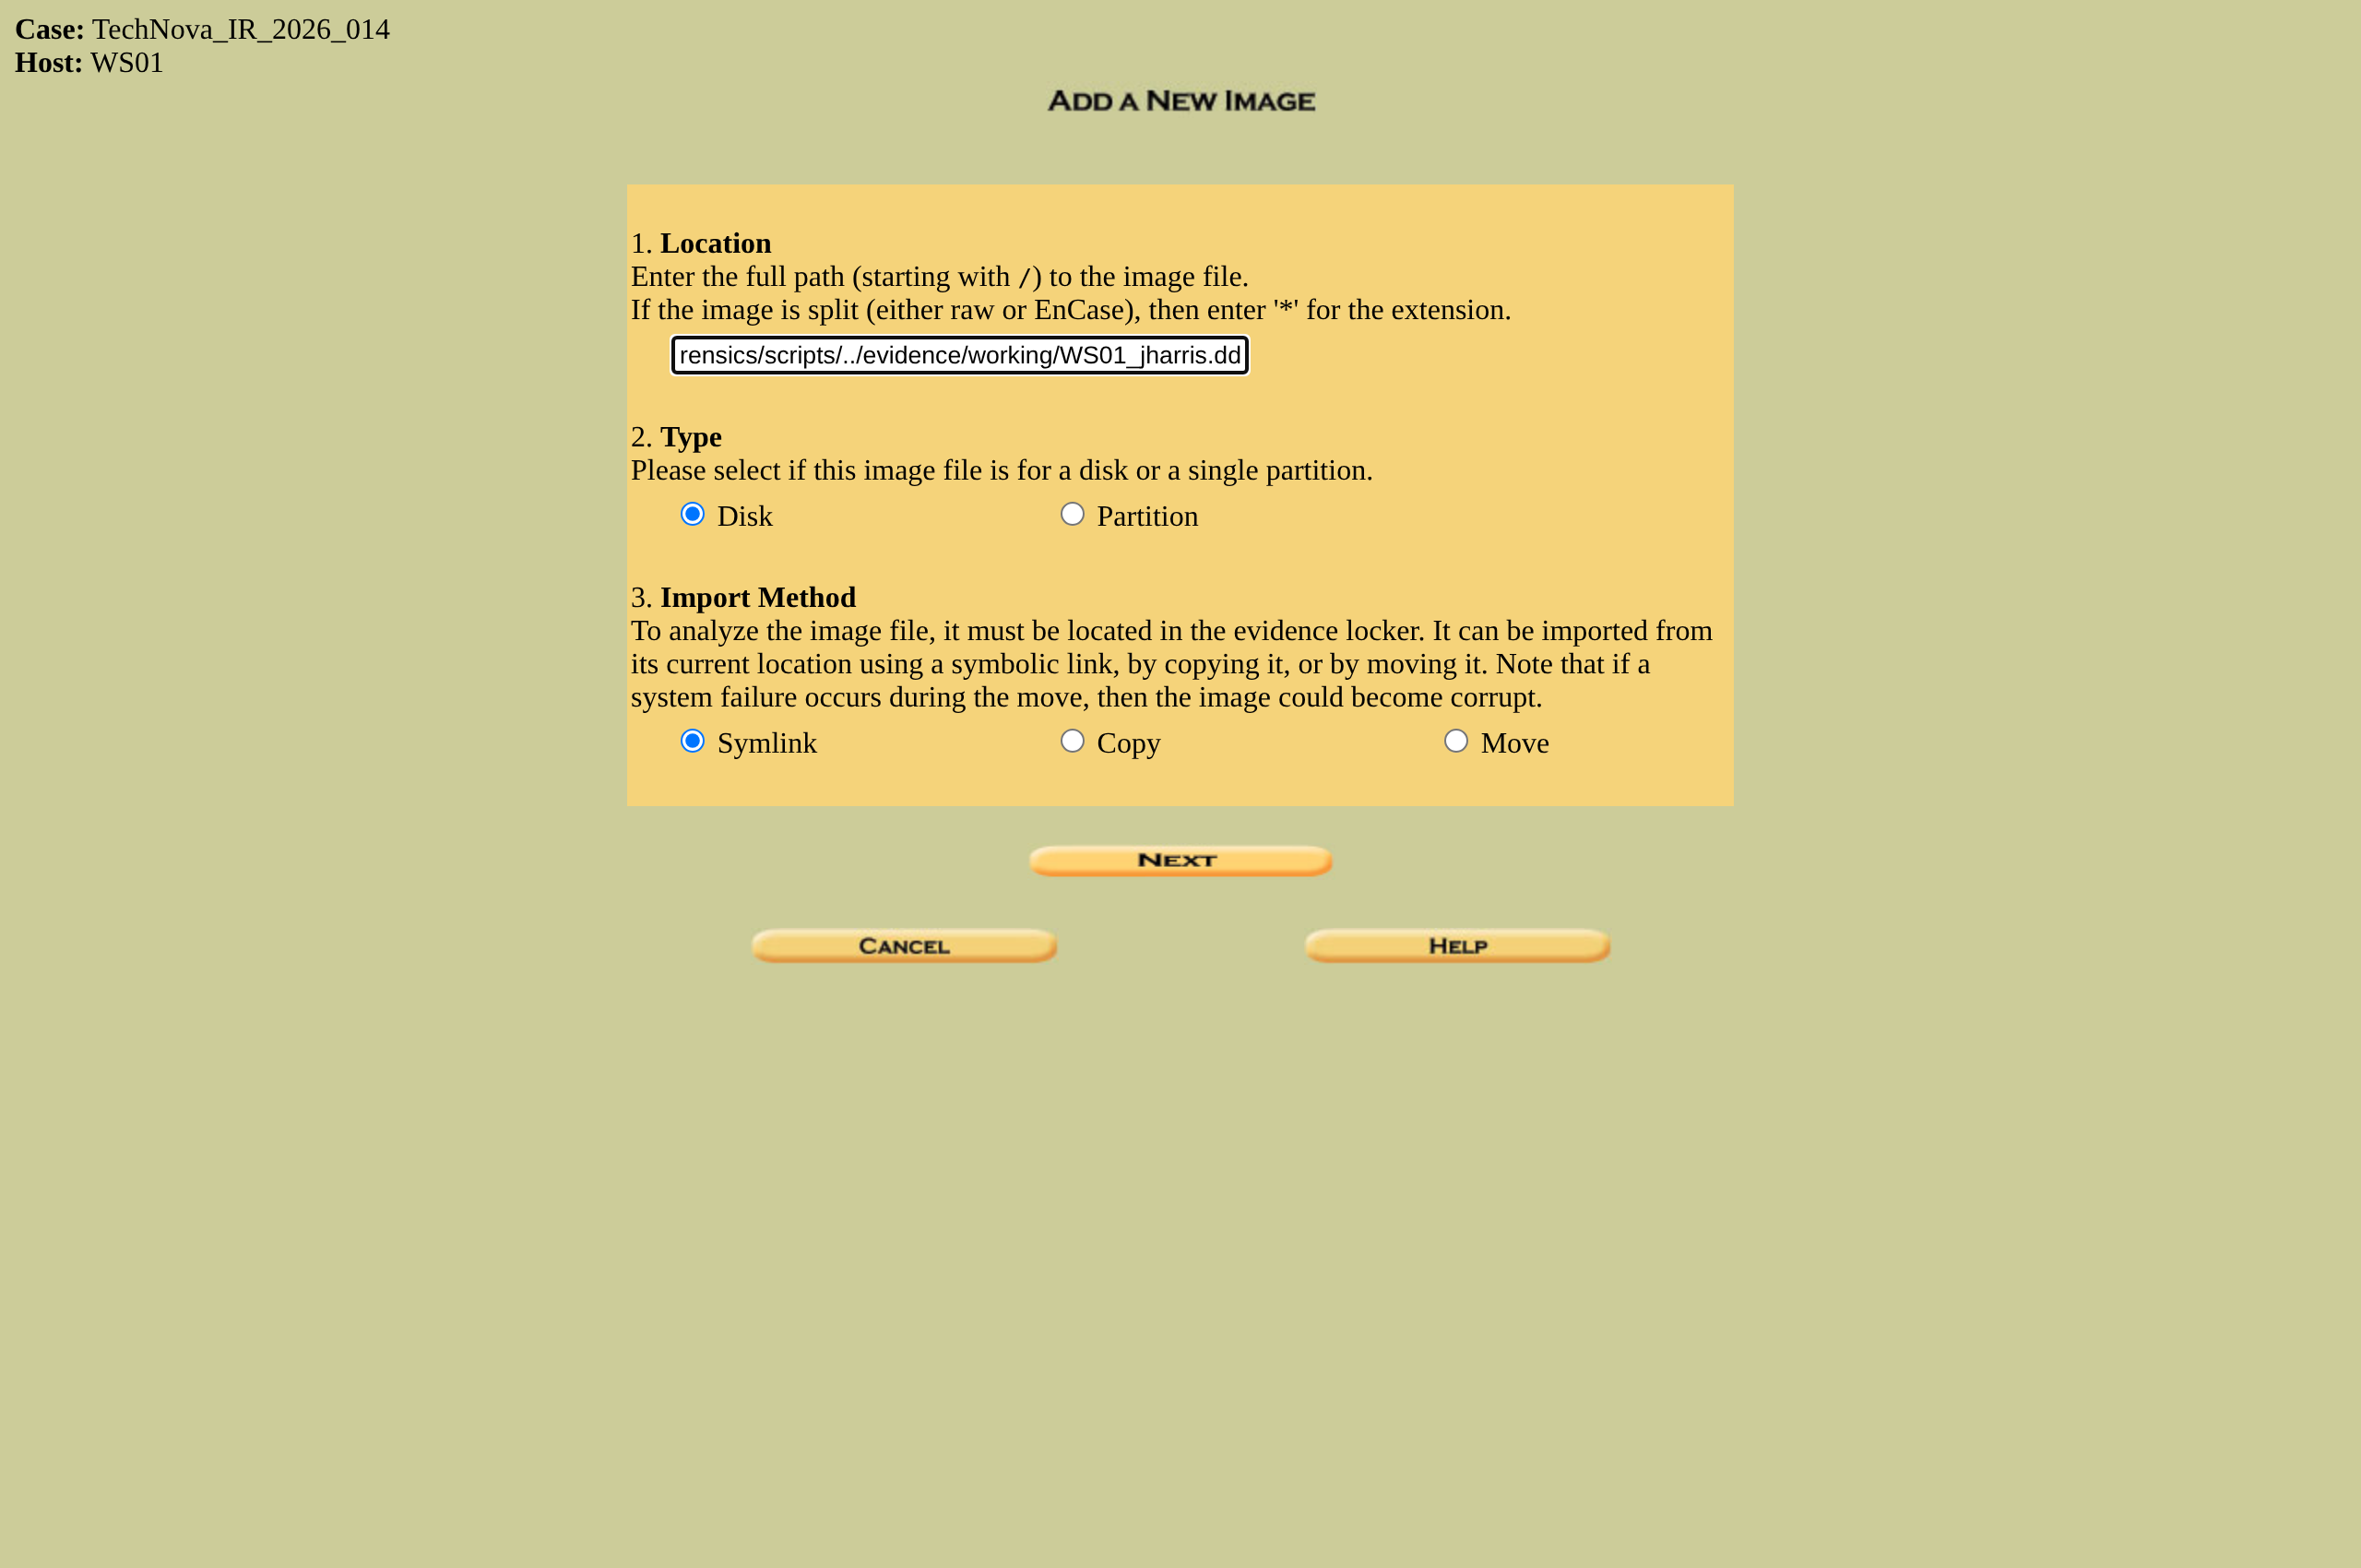 Case: TechNova_IR_2026_014
Host: WS01
ADD A NEW IMAGE
1. Location
Enter the full path (starting with /) to the image file.
If the image is split (either raw or EnCase), then enter '*' for the extension.
rensics/scripts/../evidence/working/WS01_jharris.dd
2. Type
Please select if this image file is for a disk or a single partition.
Disk Partition
3. Import Method
To analyze the image file, it must be located in the evidence locker. It can be imported from
its current location using a symbolic link, by copying it, or by moving it. Note that if a
system failure occurs during the move, then the image could become corrupt.
Symlink Copy Move
NEXT
CANCEL HELP